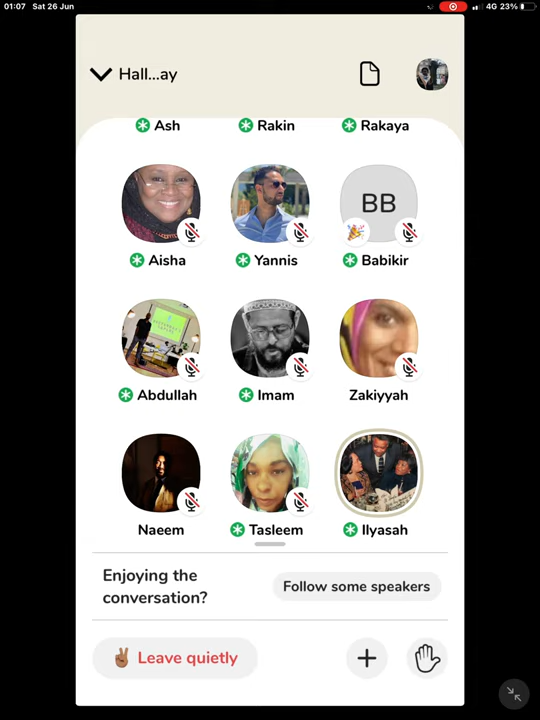 01:07 Sat 26 Jun 4G 23%
Hall...ay
Ash Rakin Rakaya
BB
Aisha Yannis Babikir
Abdullah Imam Zakiyyah
Naeem Tasleem Ilyasah
Enjoying the
conversation?
Follow some speakers
Leave quietly